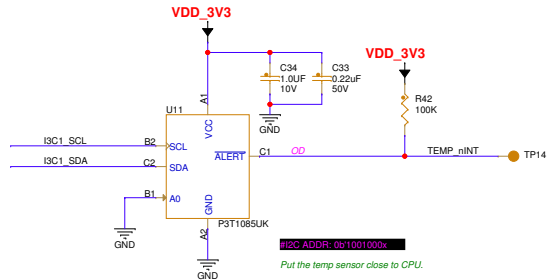 VDD_3V3
VDD_3V3
C34
1.0UF
10V
C33
0.22uF
50V
U11
A1
R42
100K
GND
VCC
I3C1_SCL
B2
SCL
ALERT
C1
OD
TEMP_nINT
TP14
I3C1_SDA
C2
SDA
B1
A0
GND
P3T1085UK
A2
GND
GND
#I2C ADDR: 0b'1001000x
Put the temp sensor close to CPU.